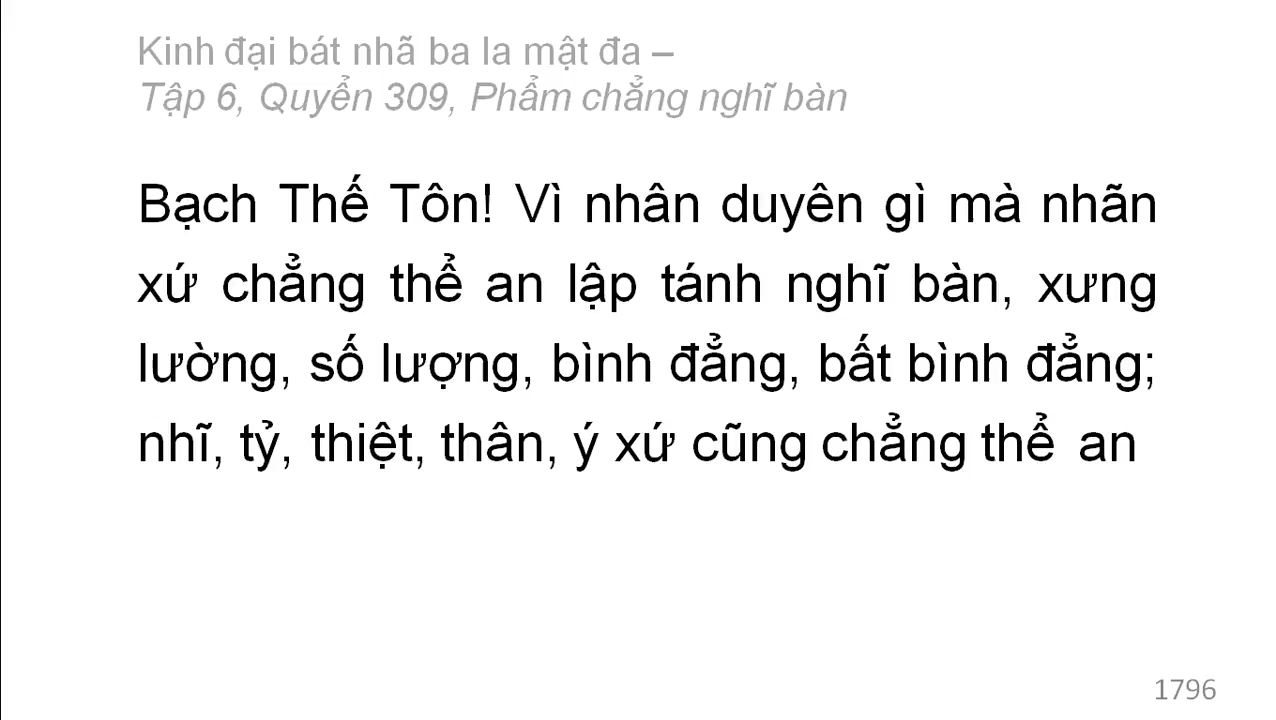 Kinh đại bát nhã ba la mật đa –
Tập 6, Quyển 309, Phẩm chẳng nghĩ bàn
Bạch Thế Tôn! Vì nhân duyên gì mà nhãn
xứ chẳng thể an lập tánh nghĩ bàn, xưng
lường, số lượng, bình đẳng, bất bình đẳng;
nhĩ, tỷ, thiệt, thân, ý xứ cũng chẳng thể an
1796